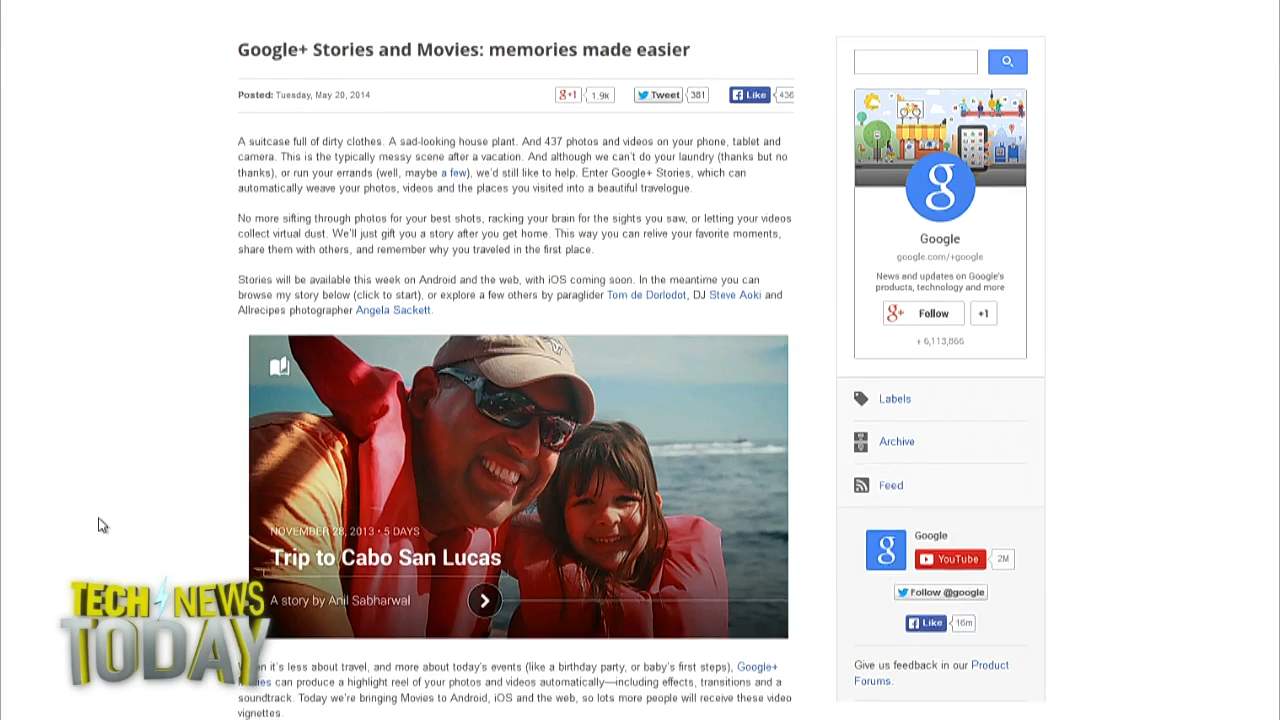 Google+ Stories and Movies: memories made easier
Posted: Tuesday, May 20, 2014
g+1
1.9k
Tweet
381
Like
436
A suitcase full of dirty clothes. A sad-looking house plant. And 437 photos and videos on your phone, tablet and
camera. This is the typically messy scene after a vacation. And although we can't do your laundry (thanks but no
thanks), or run your errands (well, maybe a few), we'd still like to help. Enter Google+ Stories, which can
automatically weave your photos, videos and the places you visited into a beautiful travelogue.
No more sifting through photos for your best shots, racking your brain for the sights you saw, or letting your videos
collect virtual dust. We'll just gift you a story after you get home. This way you can relive your favorite moments,
share them with others, and remember why you traveled in the first place.
Stories will be available this week on Android and the web, with iOS coming soon. In the meantime you can
browse my story below (click to start), or explore a few others by paraglider Tom de Dorlodot, DJ Steve Aoki and
Allrecipes photographer Angela Sackett.
NOVEMBER 28, 2013 • 5 DAYS
Trip to Cabo San Lucas
A story by Anil Sabharwal
it's less about travel, and more about today's events (like a birthday party, or baby's first steps), Google+
can produce a highlight reel of your photos and videos automatically—including effects, transitions and a
soundtrack. Today we're bringing Movies to Android, iOS and the web, so lots more people will receive these video
vignettes.
TECH NEWS
TODAY
g
Google
google.com/+google
News and updates on Google's
products, technology and more
g+ Follow
+1
+ 6,113,866
Labels
Archive
Feed
g
Google
YouTube
2M
Follow @google
Like
16m
Give us feedback in our Product
Forums.